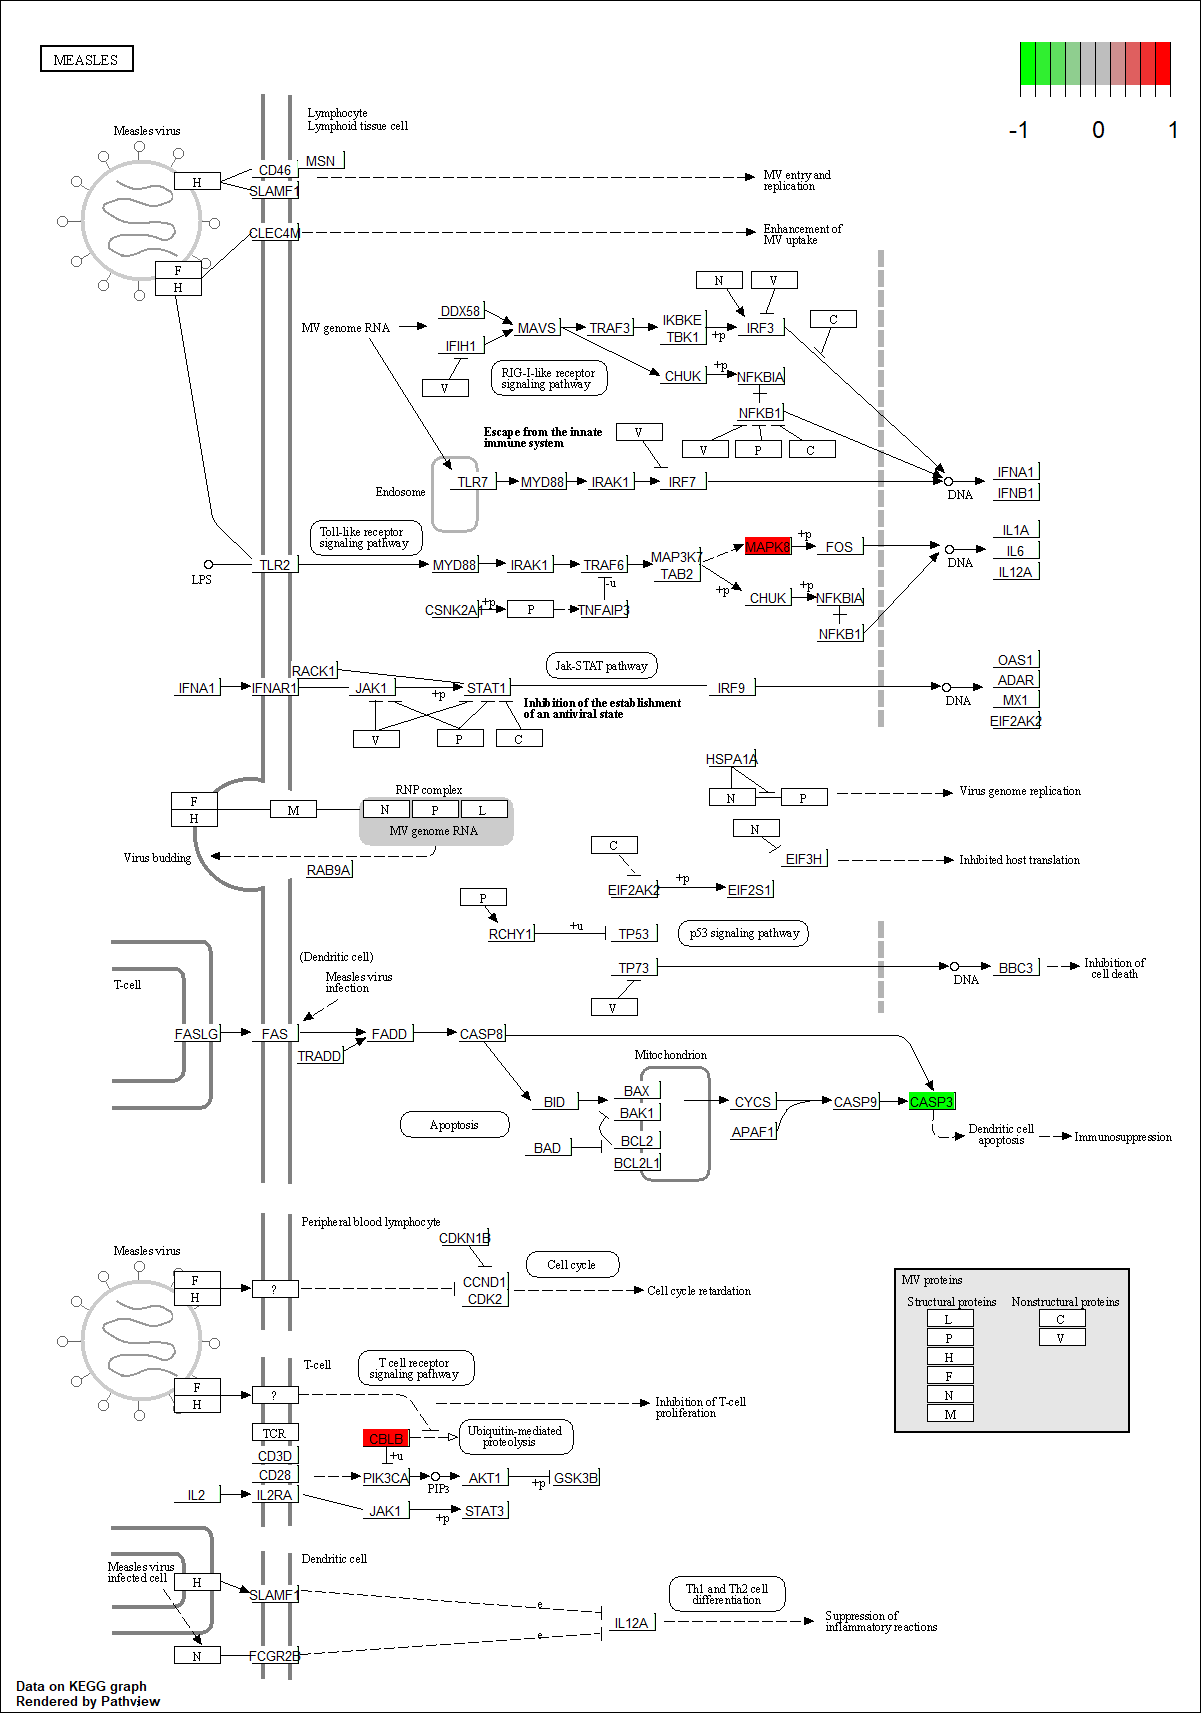 MEASLES
-1 0 1
Lymphocyte
Lymphoid tissue cell
Measles virus
H
CD46
MSN
SLAMF1
MV entry and
replication
CLEC4M
Enhancement of
MV uptake
F
H
N
V
MV genome RNA
DDX58
IFIH1
V
MAVS
TRAF3
IKBKE
TBK1
+p
IRF3
C
RIG-I-like receptor
signaling pathway
CHUK
+p
NFKBIA
NFKB1
V
P
C
Escape from the innate
immune system
V
Endosome
TLR7
MYD88
IRAK1
IRF7
DNA
IFNA1
IFNB1
Toll-like receptor
signaling pathway
LPS
TLR2
MYD88
IRAK1
TRAF6
MAP3K7
TAB2
MAPK8
+p
FOS
DNA
IL1A
IL6
IL12A
-u
CSNK2A1
+p
P
TNFAIP3
+p
CHUK
+p
NFKBIA
NFKB1
Jak-STAT pathway
IFNA1
IFNAR1
RACK1
JAK1
+p
STAT1
IRF9
DNA
OAS1
ADAR
MX1
EIF2AK2
Inhibition of the establishment
of an antiviral state
V
P
C
HSPA1A
N
P
Virus genome replication
RNP complex
F
H
M
N
P
L
MV genome RNA
Virus budding
RAB9A
N
EIF3H
Inhibited host translation
C
EIF2AK2
+p
EIF2S1
P
RCHY1
+u
TP53
p53 signaling pathway
TP73
V
DNA
BBC3
Inhibition of
cell death
T-cell
(Dendritic cell)
Measles virus
infection
FASLG
FAS
TRADD
FADD
CASP8
Mitochondrion
BID
BAX
BAK1
BCL2
BCL2L1
BAD
Apoptosis
CYCS
APAF1
CASP9
CASP3
Dendritic cell
apoptosis
Immunosuppression
Peripheral blood lymphocyte
Measles virus
F
H
?
CDKN1B
CCND1
CDK2
Cell cycle
Cell cycle retardation
MV proteins
Structural proteins
Nonstructural proteins
L
P
H
F
N
M
C
V
T-cell
F
H
?
T cell receptor
signaling pathway
Inhibition of T-cell
proliferation
TCR
CD3D
CD28
CBLB
+u
Ubiquitin-mediated
proteolysis
PIK3CA
PIP3
AKT1
+p
GSK3B
IL2
IL2RA
JAK1
+p
STAT3
Dendritic cell
Measles virus
infected cell
H
SLAMF1
e
N
FCGR2B
e
IL12A
Th1 and Th2 cell
differentiation
Suppression of
inflammatory reactions
Data on KEGG graph
Rendered by Pathview